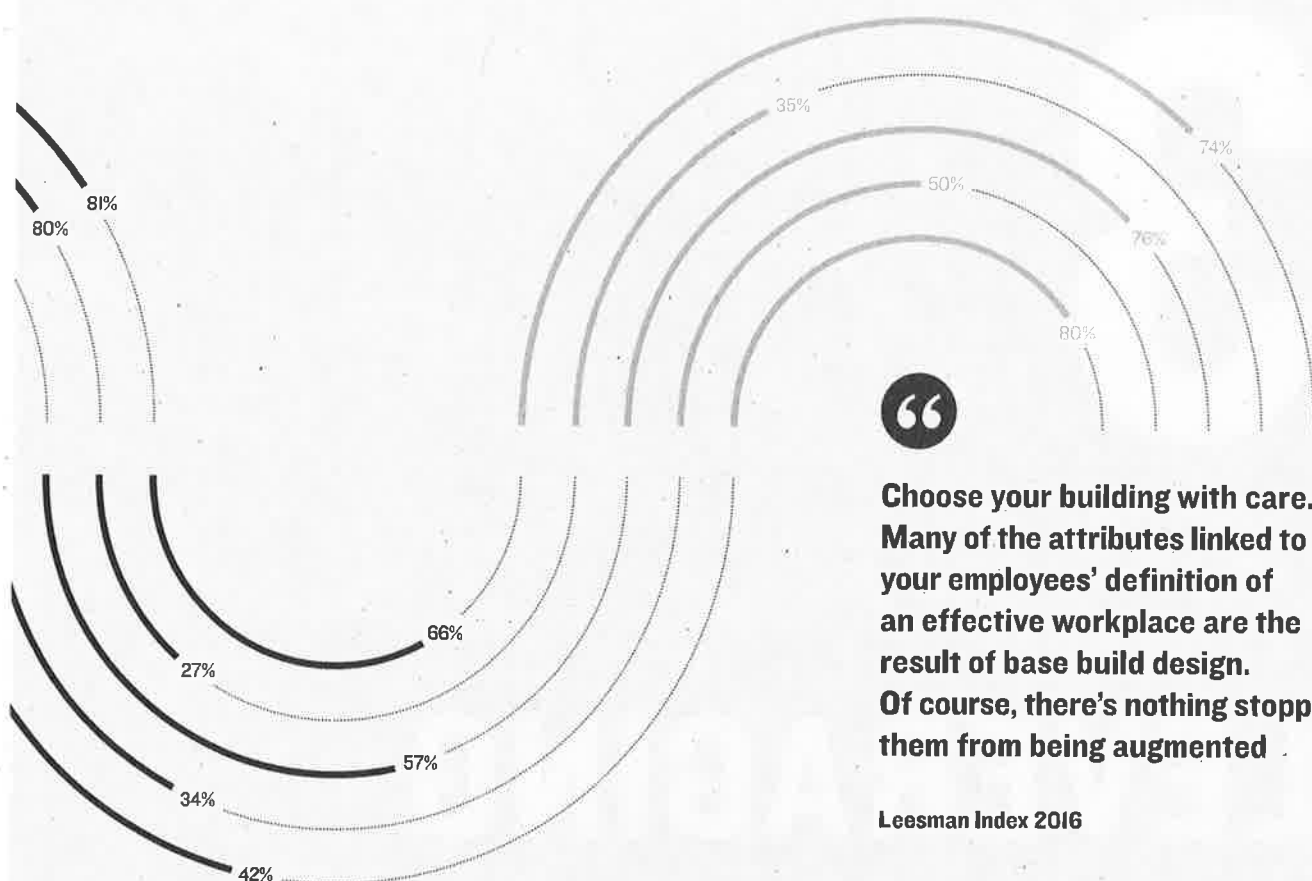 35%
74%
81%
50%
80%
76%
80%
66%
27%
57%
34%
42%
“
Choose your building with care.
Many of the attributes linked to
your employees’ definition of
an effective workplace are the
result of base build design.
Of course, there’s nothing stopp
them from being augmented
Leesman Index 2016